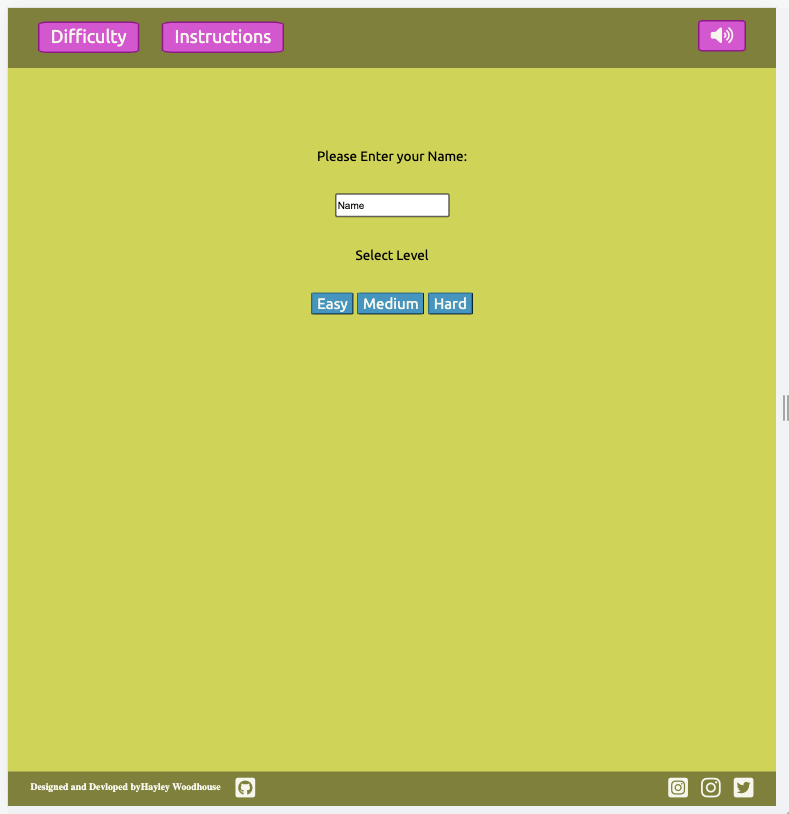 Difficulty
Instructions
Please Enter your Name:
Name
Select Level
Easy Medium Hard
Designed and Devloped byHayley Woodhouse